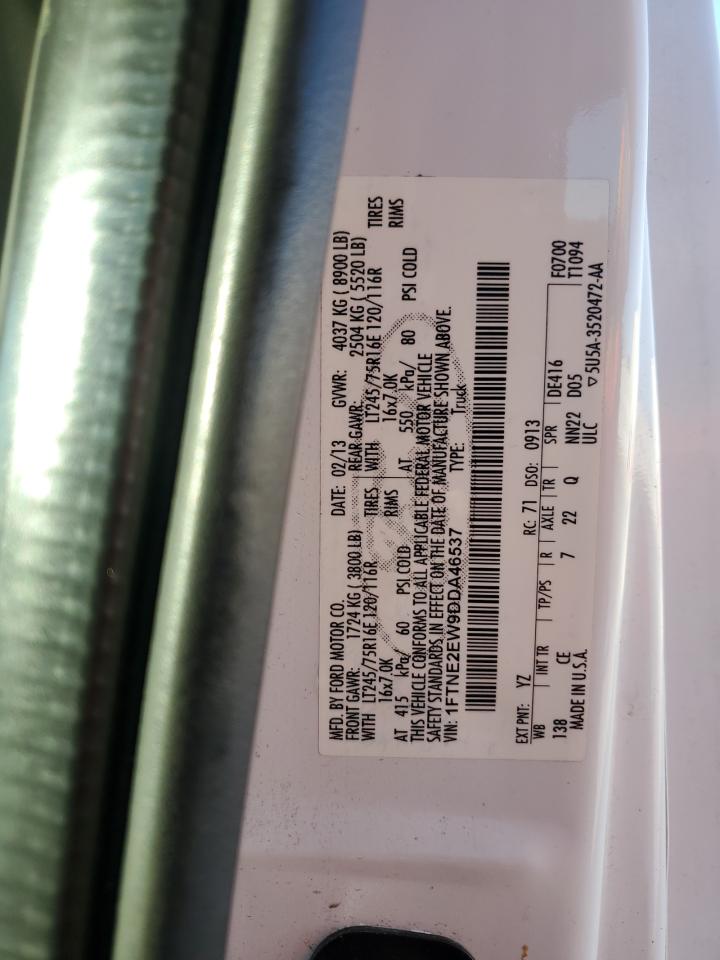 MFD. BY FORD MOTOR CO. DATE: 02/13 GVWR: 4037 KG ( 8900 LB)
FRONT GAWR: 1724 KG ( 3800 LB) REAR GAWR: 2504 KG ( 5520 LB)
WITH LT245/75R16E 120/116R TIRES WITH LT245/75R16E 120/116R TIRES
16x7.0K RIMS 16x7.0K RIMS
AT 415 kPa/ 60 PSI COLD AT 550 kPa/ 80 PSI COLD
THIS VEHICLE CONFORMS TO ALL APPLICABLE FEDERAL MOTOR VEHICLE
SAFETY STANDARDS IN EFFECT ON THE DATE OF MANUFACTURE SHOWN ABOVE.
VIN: 1FTNE2EW9DDA46537 TYPE: Truck
EXT PNT: YZ RC: 71 DSO: 0913 F0700
WB INT TR TP/PS R AXLE TR SPR DE416 T1094
138 CE 7 22 Q NN22 D05
MADE IN U.S.A. ULC ▽5U5A-3520472-AA